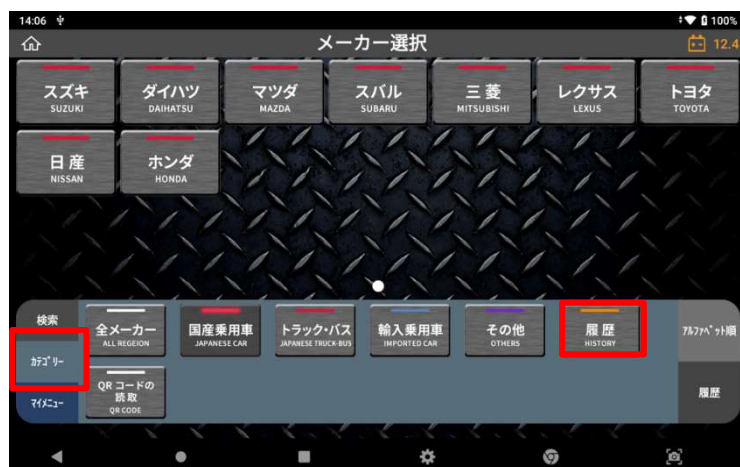 14:06
100%
メーカー選択
12.4
スズキ
SUZUKI
ダイハツ
DAIHATSU
マツダ
MAZDA
スバル
SUBARU
三菱
MITSUBISHI
レクサス
LEXUS
トヨタ
TOYOTA
日産
NISSAN
ホンダ
HONDA
検索
ｶﾃｺﾞﾘｰ
ﾏｲﾒﾆｭｰ
全メーカー
ALL REGEION
国産乗用車
JAPANESE CAR
トラック・バス
JAPANESE TRUCK·BUS
輸入乗用車
IMPORTED CAR
その他
OTHERS
履歴
HISTORY
QR コードの
読取
QR CODE
ｱﾙﾌｧﾍﾞｯﾄ順
履歴